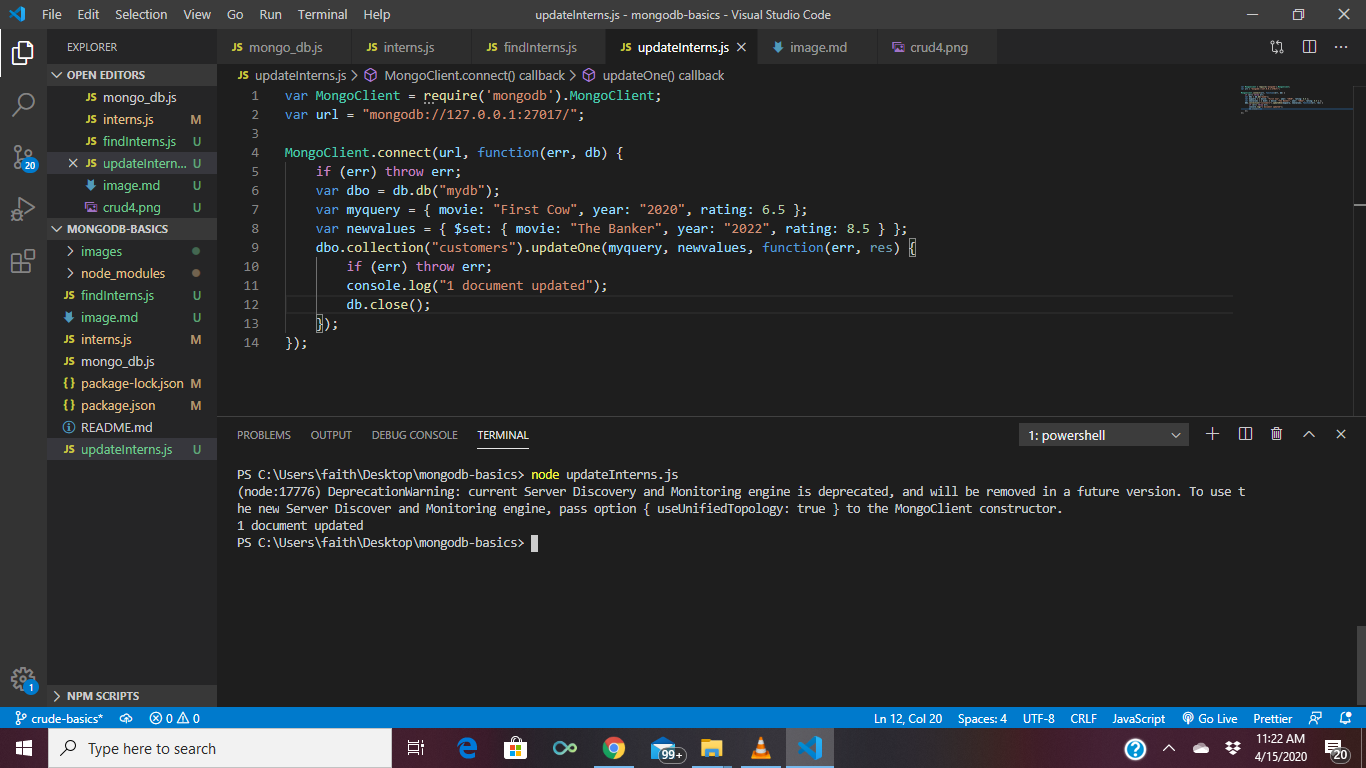 File Edit Selection View Go Run Terminal Help
updateInterns.js - mongodb-basics - Visual Studio Code
EXPLORER
OPEN EDITORS
JS mongo_db.js
JS interns.js M
JS findInterns.js U
JS updateIntern... U
image.md U
crud4.png U
MONGODB-BASICS
images
node_modules
JS findInterns.js U
image.md U
JS interns.js M
JS mongo_db.js
{} package-lock.json M
{} package.json M
README.md
JS updateInterns.js U
NPM SCRIPTS
20
1
JS mongo_db.js JS interns.js JS findInterns.js JS updateInterns.js image.md crud4.png
JS updateInterns.js > MongoClient.connect() callback > updateOne() callback
1 var MongoClient = require('mongodb').MongoClient;
2 var url = "mongodb://127.0.0.1:27017/";
3
4 MongoClient.connect(url, function(err, db) {
5 if (err) throw err;
6 var dbo = db.db("mydb");
7 var myquery = { movie: "First Cow", year: "2020", rating: 6.5 };
8 var newvalues = { $set: { movie: "The Banker", year: "2022", rating: 8.5 } };
9 dbo.collection("customers").updateOne(myquery, newvalues, function(err, res) {
10 if (err) throw err;
11 console.log("1 document updated");
12 db.close();
13 });
14 });
PROBLEMS OUTPUT DEBUG CONSOLE TERMINAL
1: powershell
PS C:\Users\faith\Desktop\mongodb-basics> node updateInterns.js
(node:17776) DeprecationWarning: current Server Discovery and Monitoring engine is deprecated, and will be removed in a future version. To use t
he new Server Discover and Monitoring engine, pass option { useUnifiedTopology: true } to the MongoClient constructor.
1 document updated
PS C:\Users\faith\Desktop\mongodb-basics>
crude-basics* 0 0
Ln 12, Col 20 Spaces: 4 UTF-8 CRLF JavaScript Go Live Prettier
Type here to search
99+
11:22 AM
4/15/2020
20